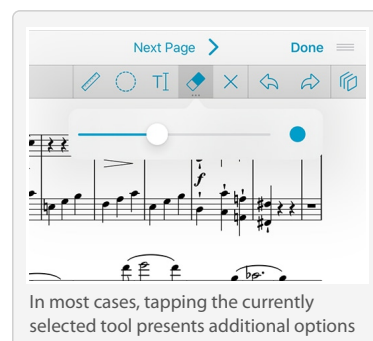 Next Page Done
In most cases, tapping the currently
selected tool presents additional options